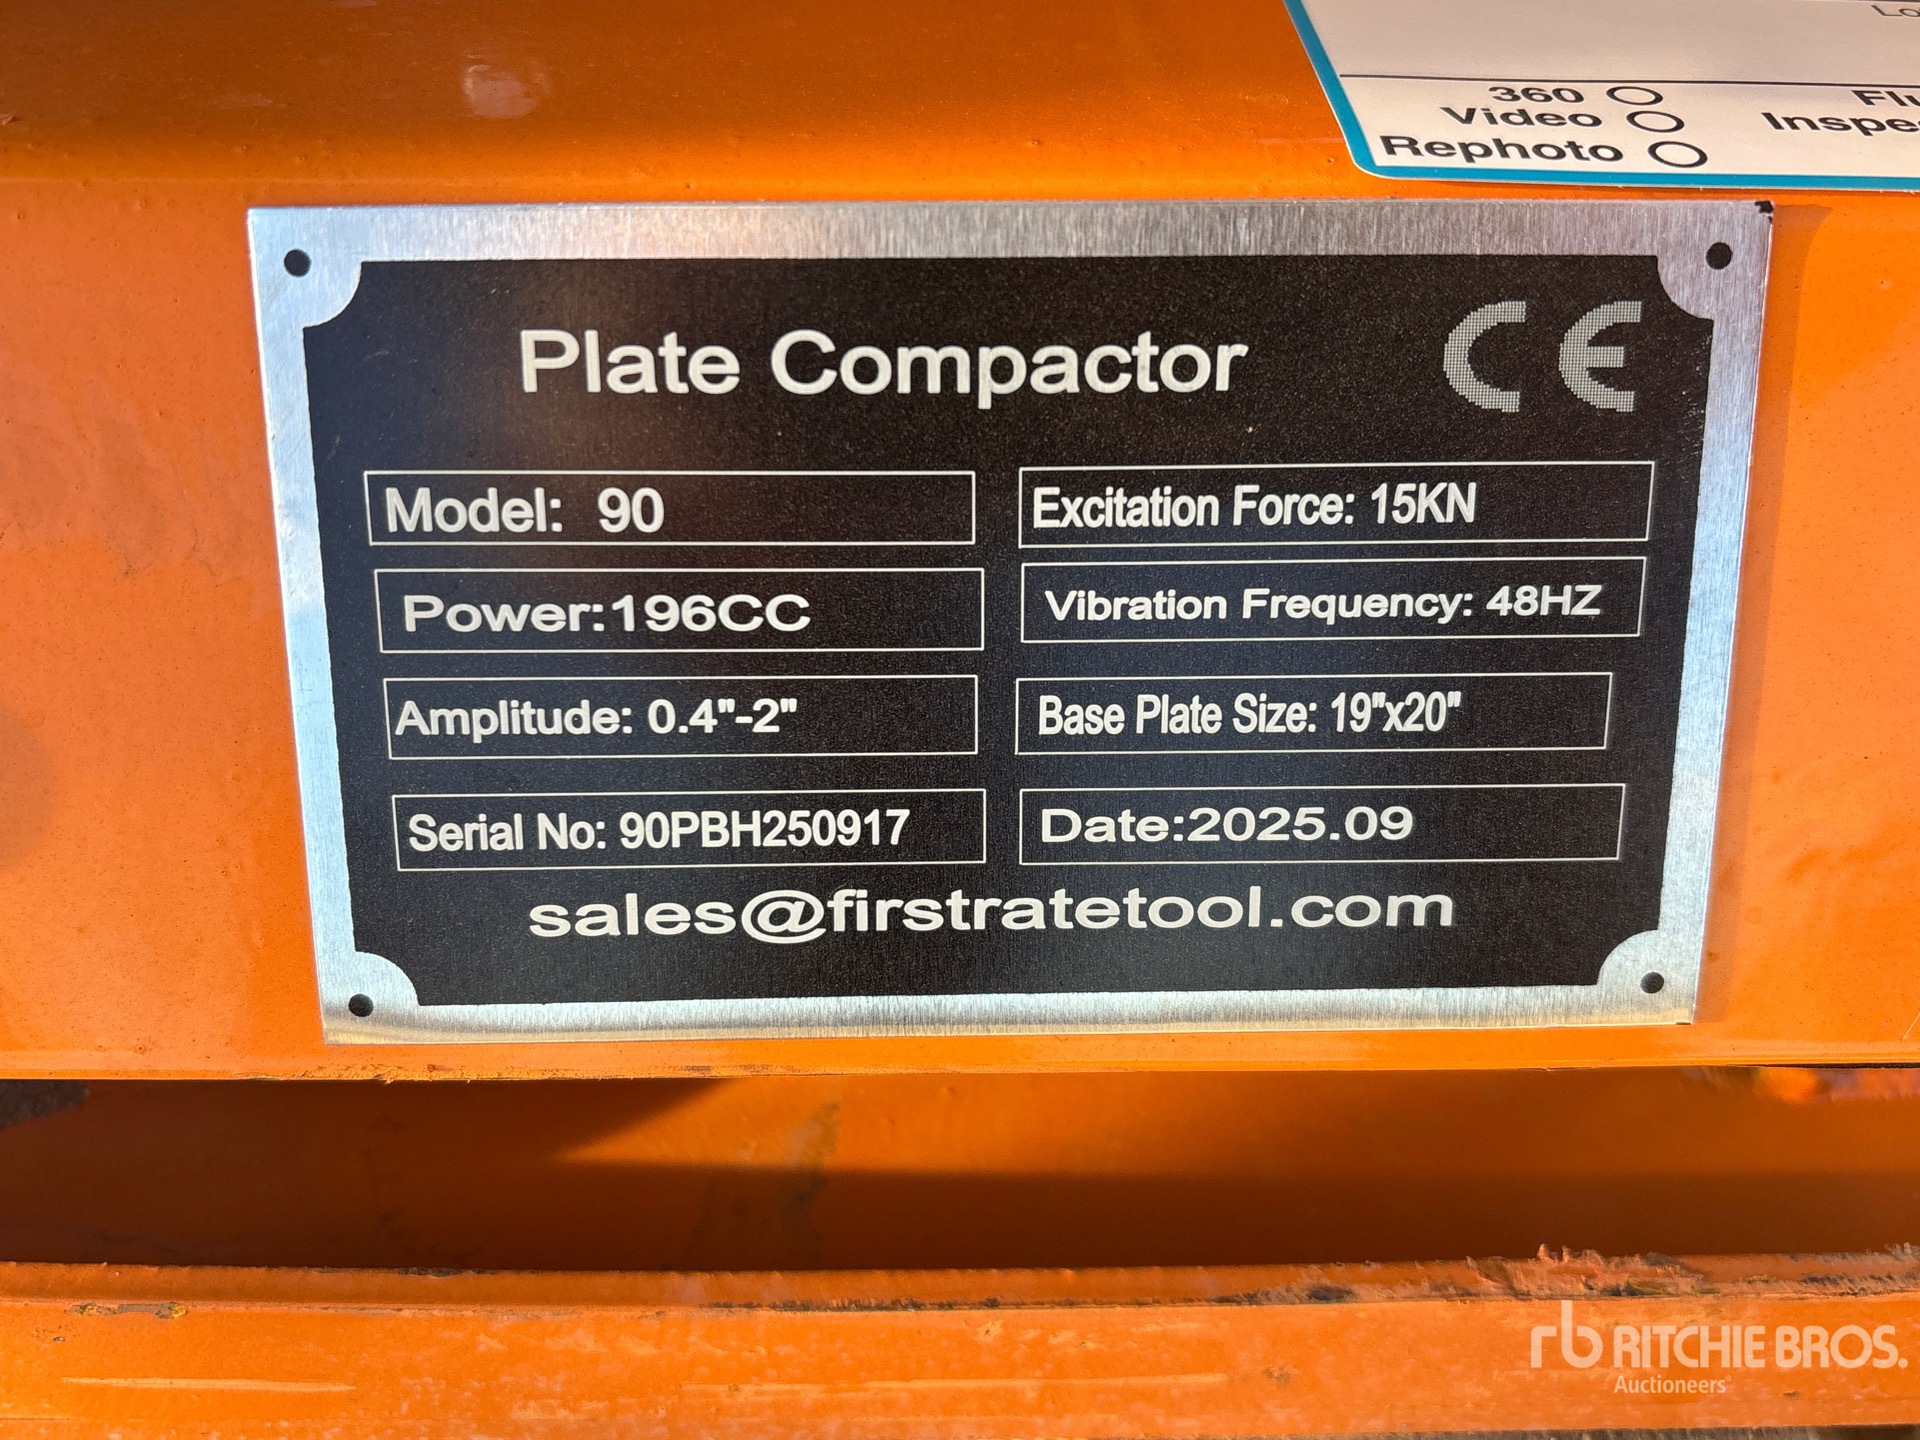 360
Video
Rephoto
Plate Compactor CE
Model: 90
Excitation Force: 15KN
Power:196CC
Vibration Frequency: 48HZ
Amplitude: 0.4"-2"
Base Plate Size: 19"x20"
Serial No: 90PBH250917
Date:2025.09
sales@firstratetool.com
rb RITCHIE BROS.
Auctioneers